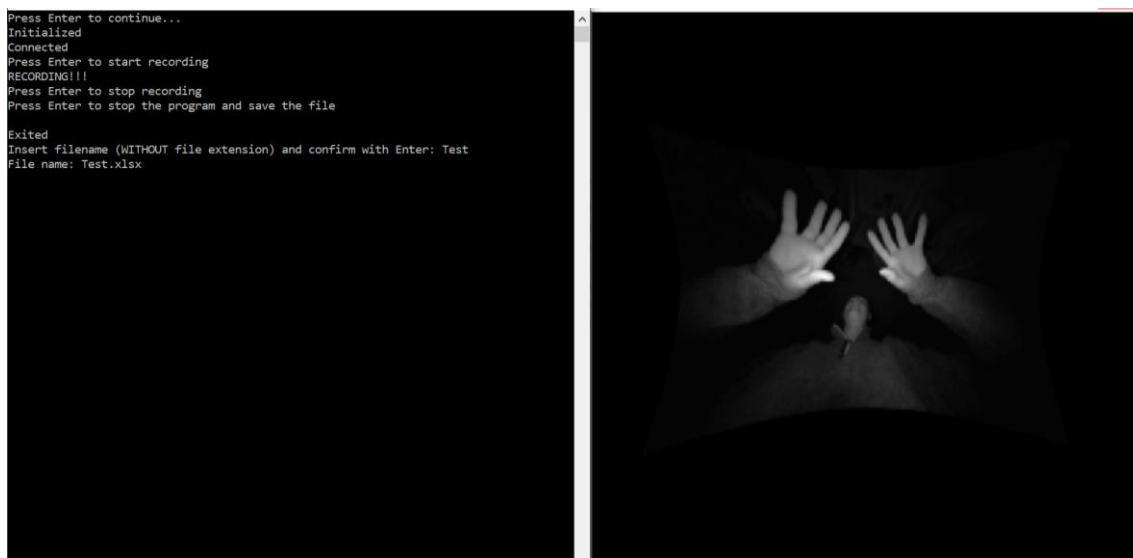 Press Enter to continue...
Initialized
Connected
Press Enter to start recording
RECORDING!!!
Press Enter to stop recording
Press Enter to stop the program and save the file
Exited
Insert filename (WITHOUT file extension) and confirm with Enter: Test
File name: Test.xlsx